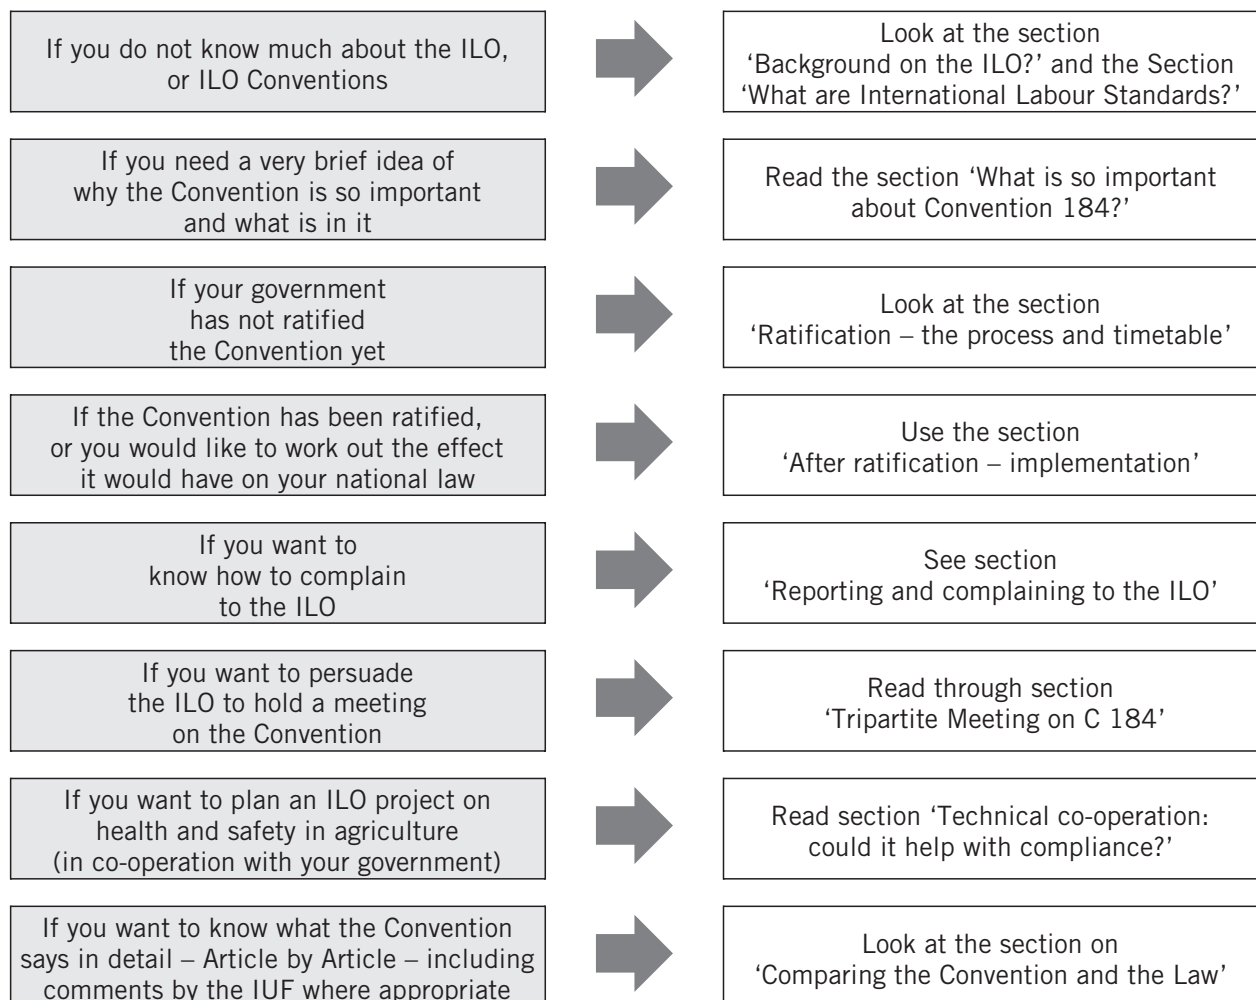 If you do not know much about the ILO,
or ILO Conventions
Look at the section
‘Background on the ILO?’ and the Section
‘What are International Labour Standards?’
If you need a very brief idea of
why the Convention is so important
and what is in it
Read the section ‘What is so important
about Convention 184?’
If your government
has not ratified
the Convention yet
Look at the section
‘Ratification – the process and timetable’
If the Convention has been ratified,
or you would like to work out the effect
it would have on your national law
Use the section
‘After ratification – implementation’
If you want to
know how to complain
to the ILO
See section
‘Reporting and complaining to the ILO’
If you want to persuade
the ILO to hold a meeting
on the Convention
Read through section
‘Tripartite Meeting on C 184’
If you want to plan an ILO project on
health and safety in agriculture
(in co-operation with your government)
Read section ‘Technical co-operation:
could it help with compliance?’
If you want to know what the Convention
says in detail – Article by Article – including
comments by the IUF where appropriate
Look at the section on
‘Comparing the Convention and the Law’